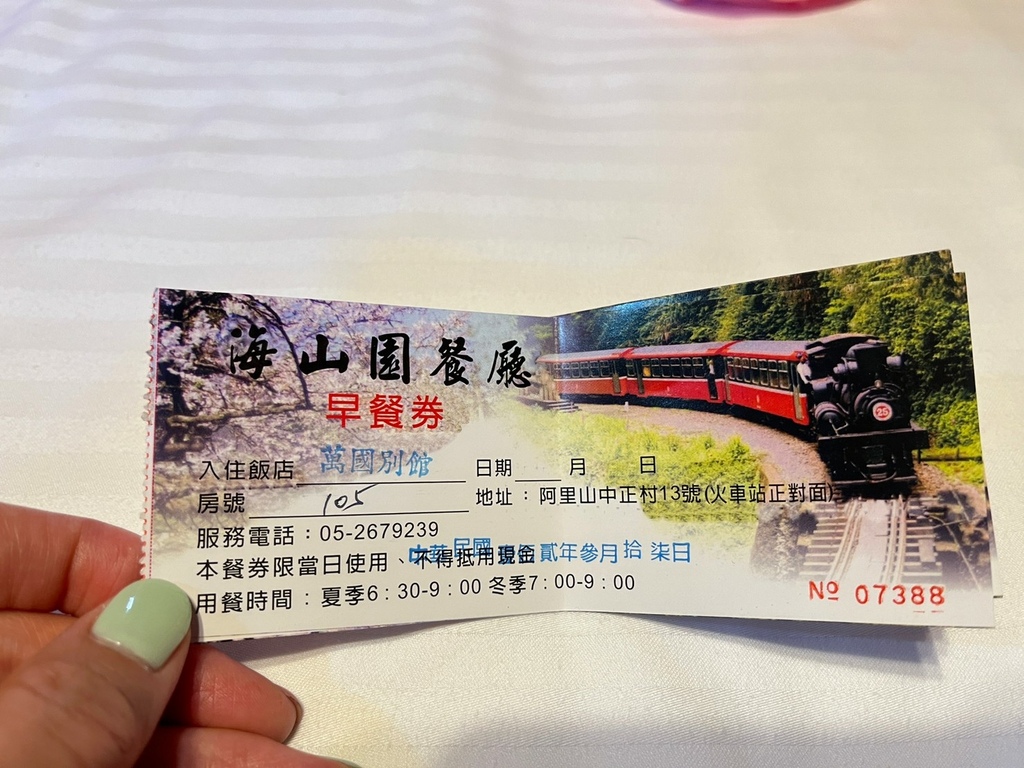 海山園餐廳
早餐券
入住飯店 萬國別館 日期 月 日
房號 105 地址：阿里山中正村13號(火車站正對面)
服務電話：05-2679239
中華民國 貳年參月拾柒日
本餐券限當日使用、不得抵用現金
用餐時間：夏季6：30-9：00 冬季7：00-9：00
№ 07388
25